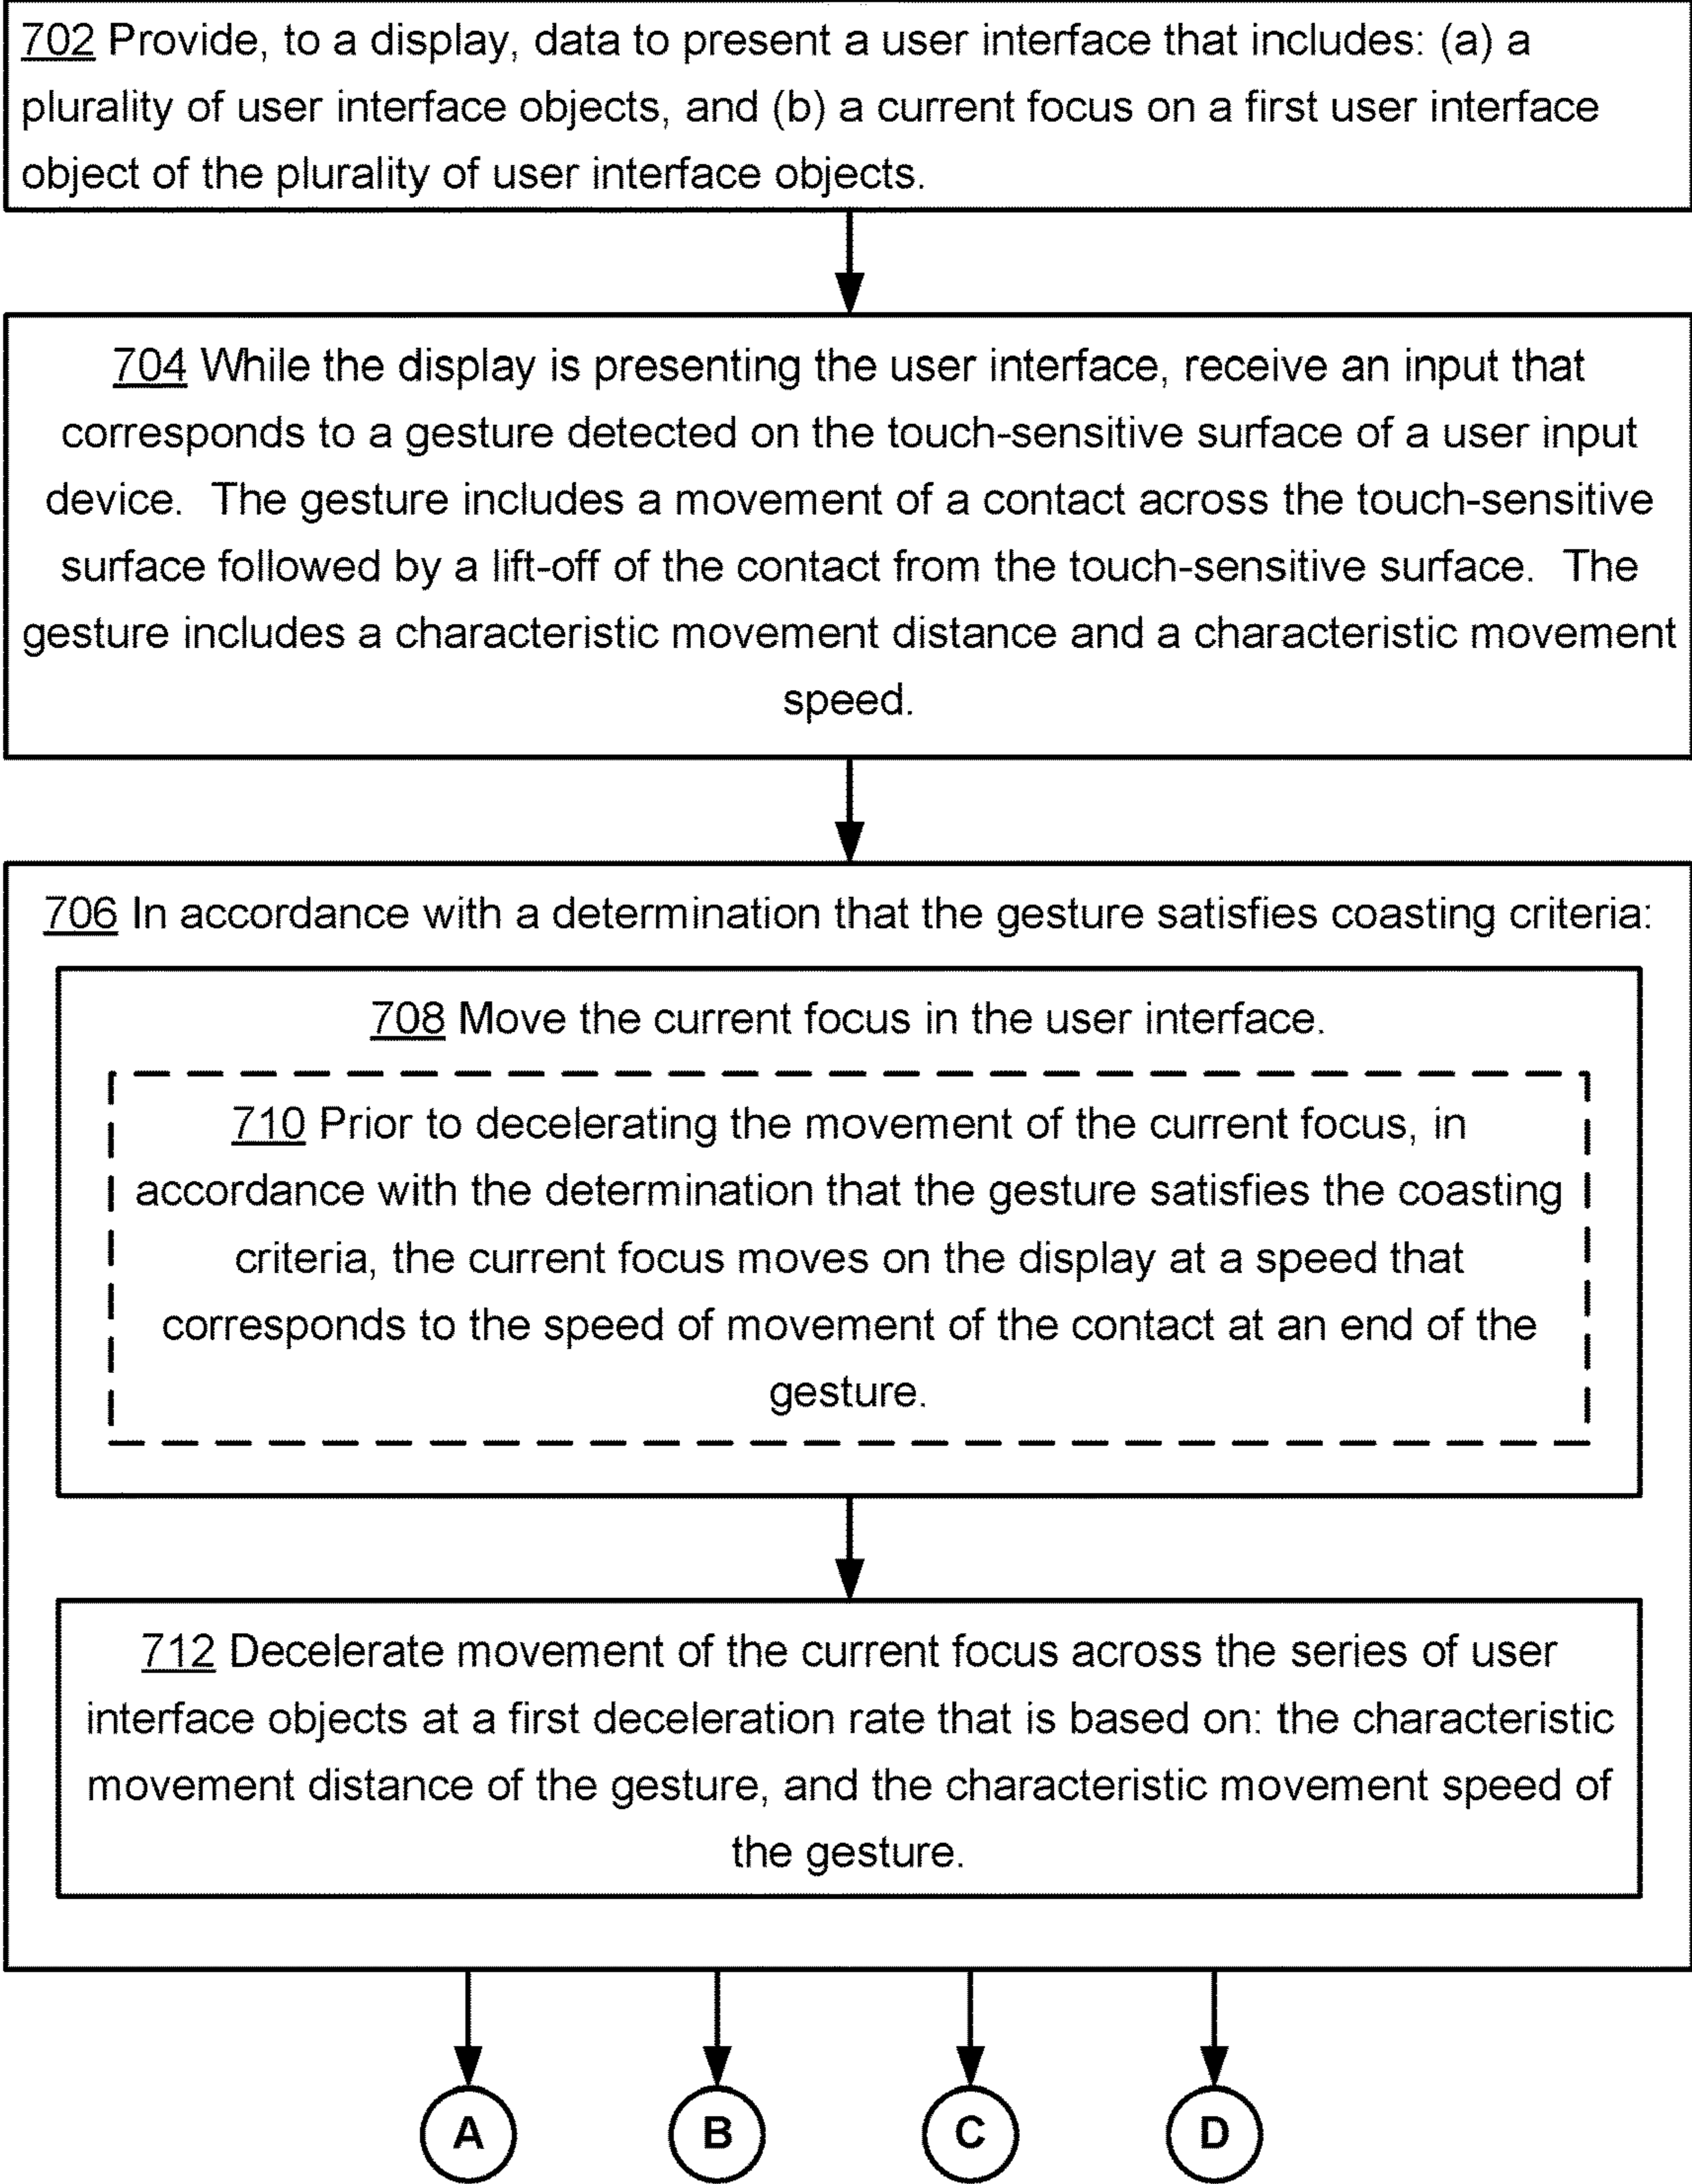 702 Provide, to a display, data to present a user interface that includes: (a) a
plurality of user interface objects, and (b) a current focus on a first user interface
object of the plurality of user interface objects.
704 While the display is presenting the user interface, receive an input that
corresponds to a gesture detected on the touch-sensitive surface of a user input
device.  The gesture includes a movement of a contact across the touch-sensitive
surface followed by a lift-off of the contact from the touch-sensitive surface.  The
gesture includes a characteristic movement distance and a characteristic movement
speed.
706 In accordance with a determination that the gesture satisfies coasting criteria:
708 Move the current focus in the user interface.
710 Prior to decelerating the movement of the current focus, in
accordance with the determination that the gesture satisfies the coasting
criteria, the current focus moves on the display at a speed that
corresponds to the speed of movement of the contact at an end of the
gesture.
712 Decelerate movement of the current focus across the series of user
interface objects at a first deceleration rate that is based on: the characteristic
movement distance of the gesture, and the characteristic movement speed of
the gesture.
A B C D